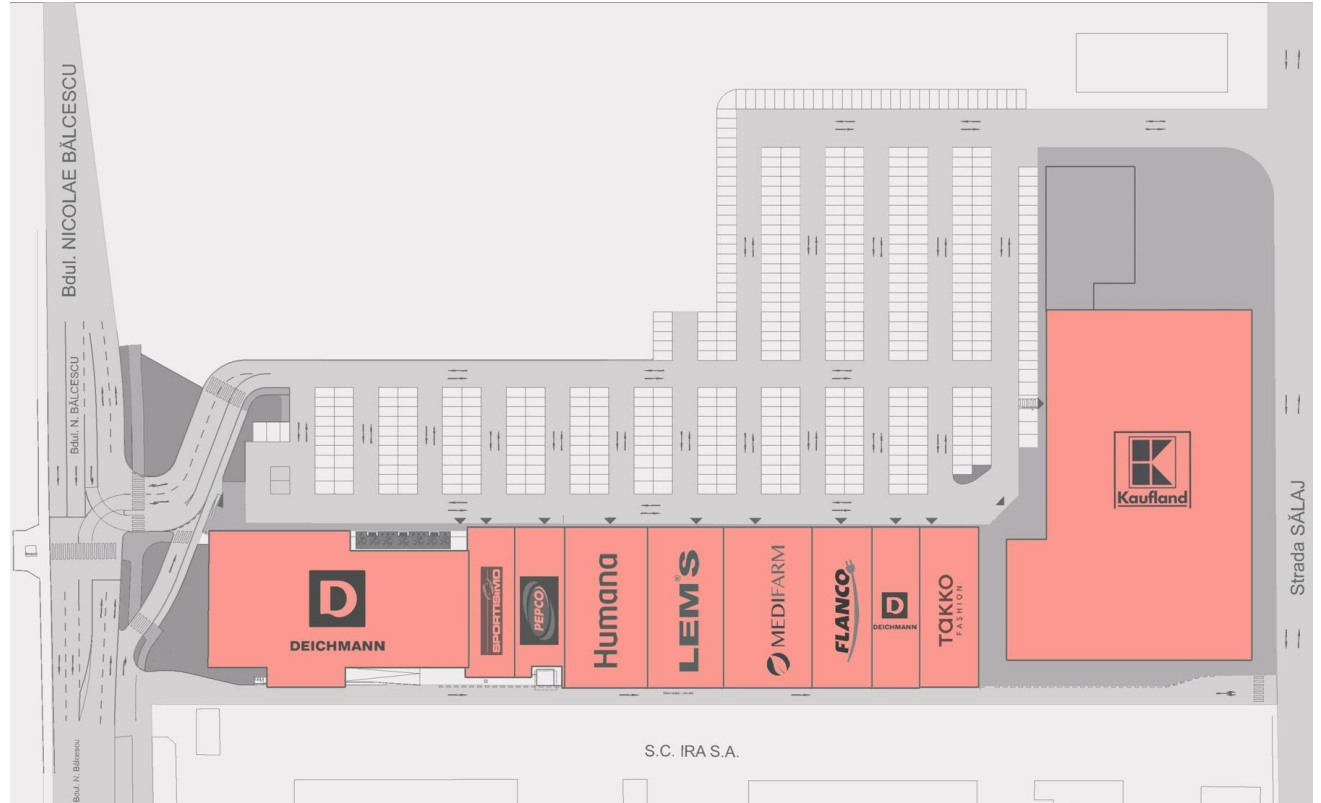 Bdul. NICOLAE BĂLCESCU
Bdul. N. BĂLCESCU
Bdul. N. Bălcescu
D
DEICHMANN
SPORTISIMO
PEPCO
Humana
LEM'S®
MEDIFARM
FLANCO
D
DEICHMANN
TAKKO
FASHION
K
Kaufland
Strada SĂLAJ
S.C. IRA S.A.